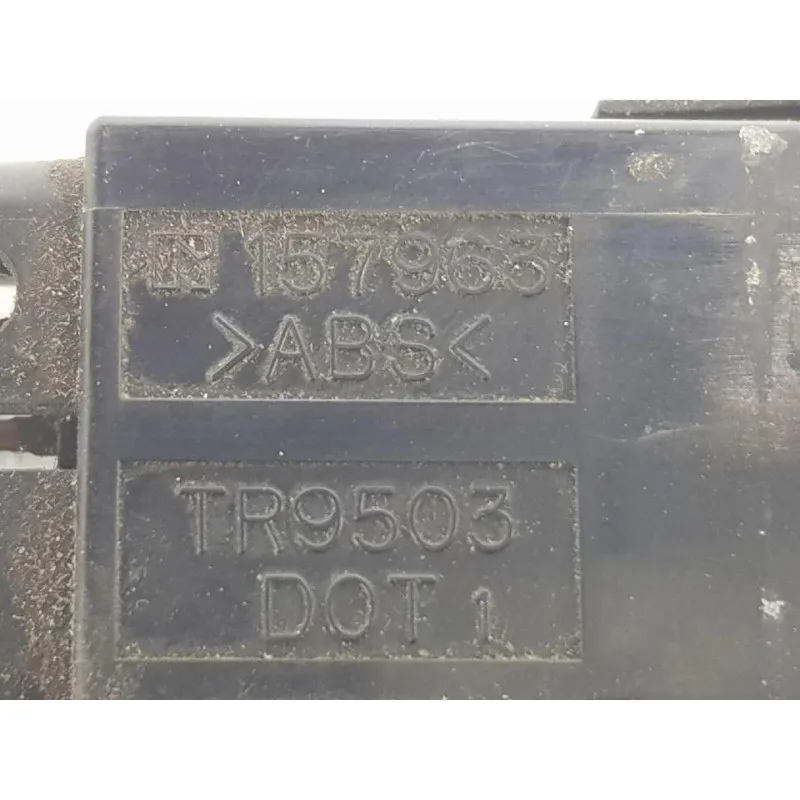 157963
>ABS<
TR9503
DOT 1